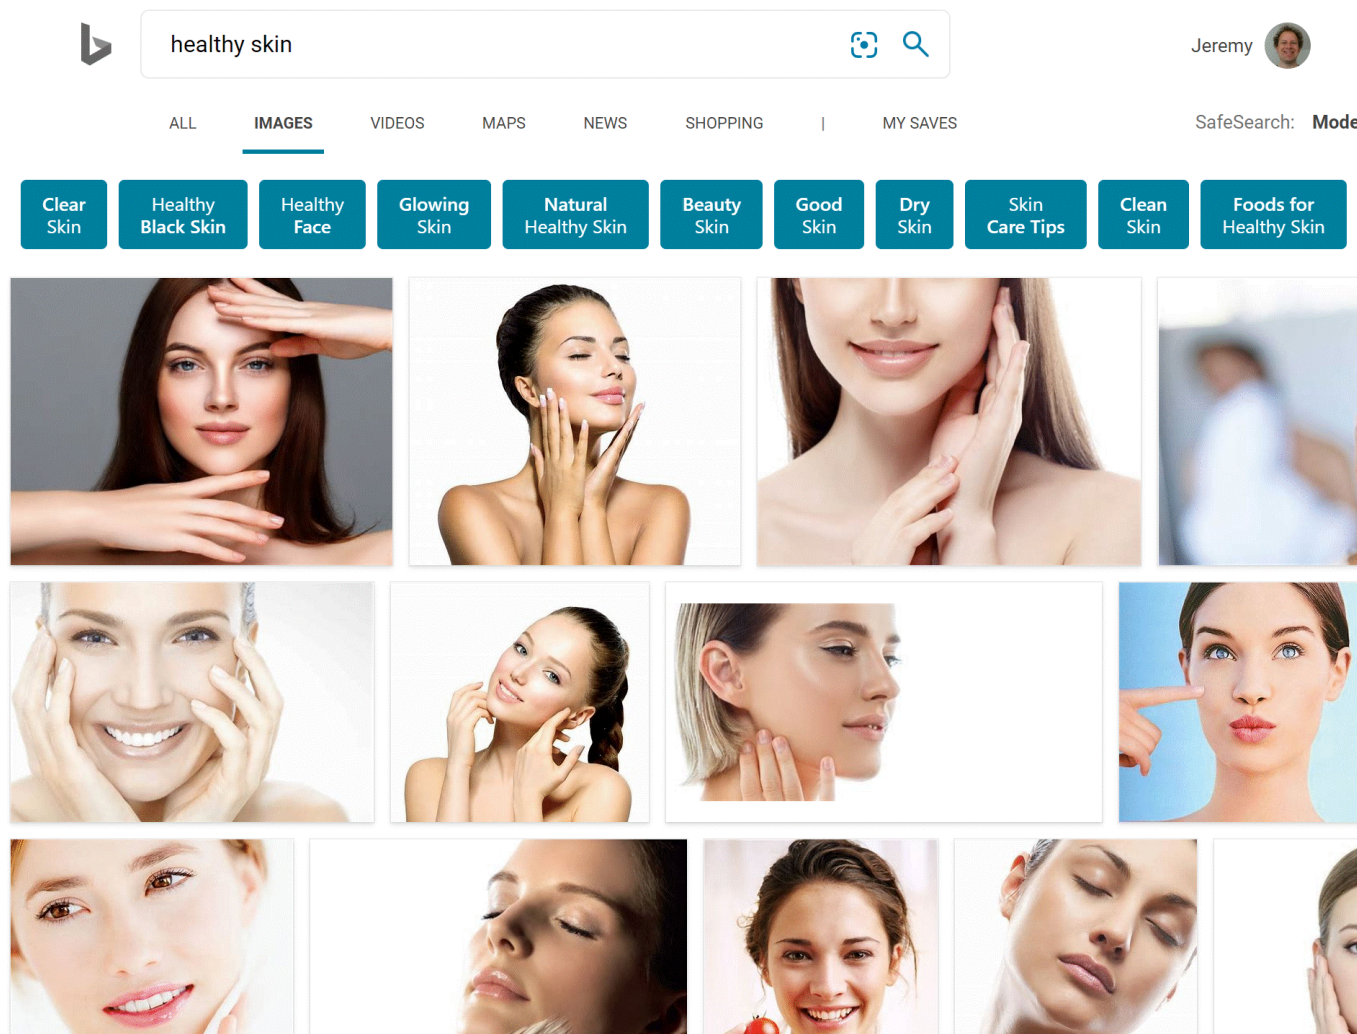 healthy skin
Jeremy
ALL IMAGES VIDEOS MAPS NEWS SHOPPING | MY SAVES SafeSearch: Mode
Clear
Skin
Healthy
Black Skin
Healthy
Face
Glowing
Skin
Natural
Healthy Skin
Beauty
Skin
Good
Skin
Dry
Skin
Skin
Care Tips
Clean
Skin
Foods for
Healthy Skin